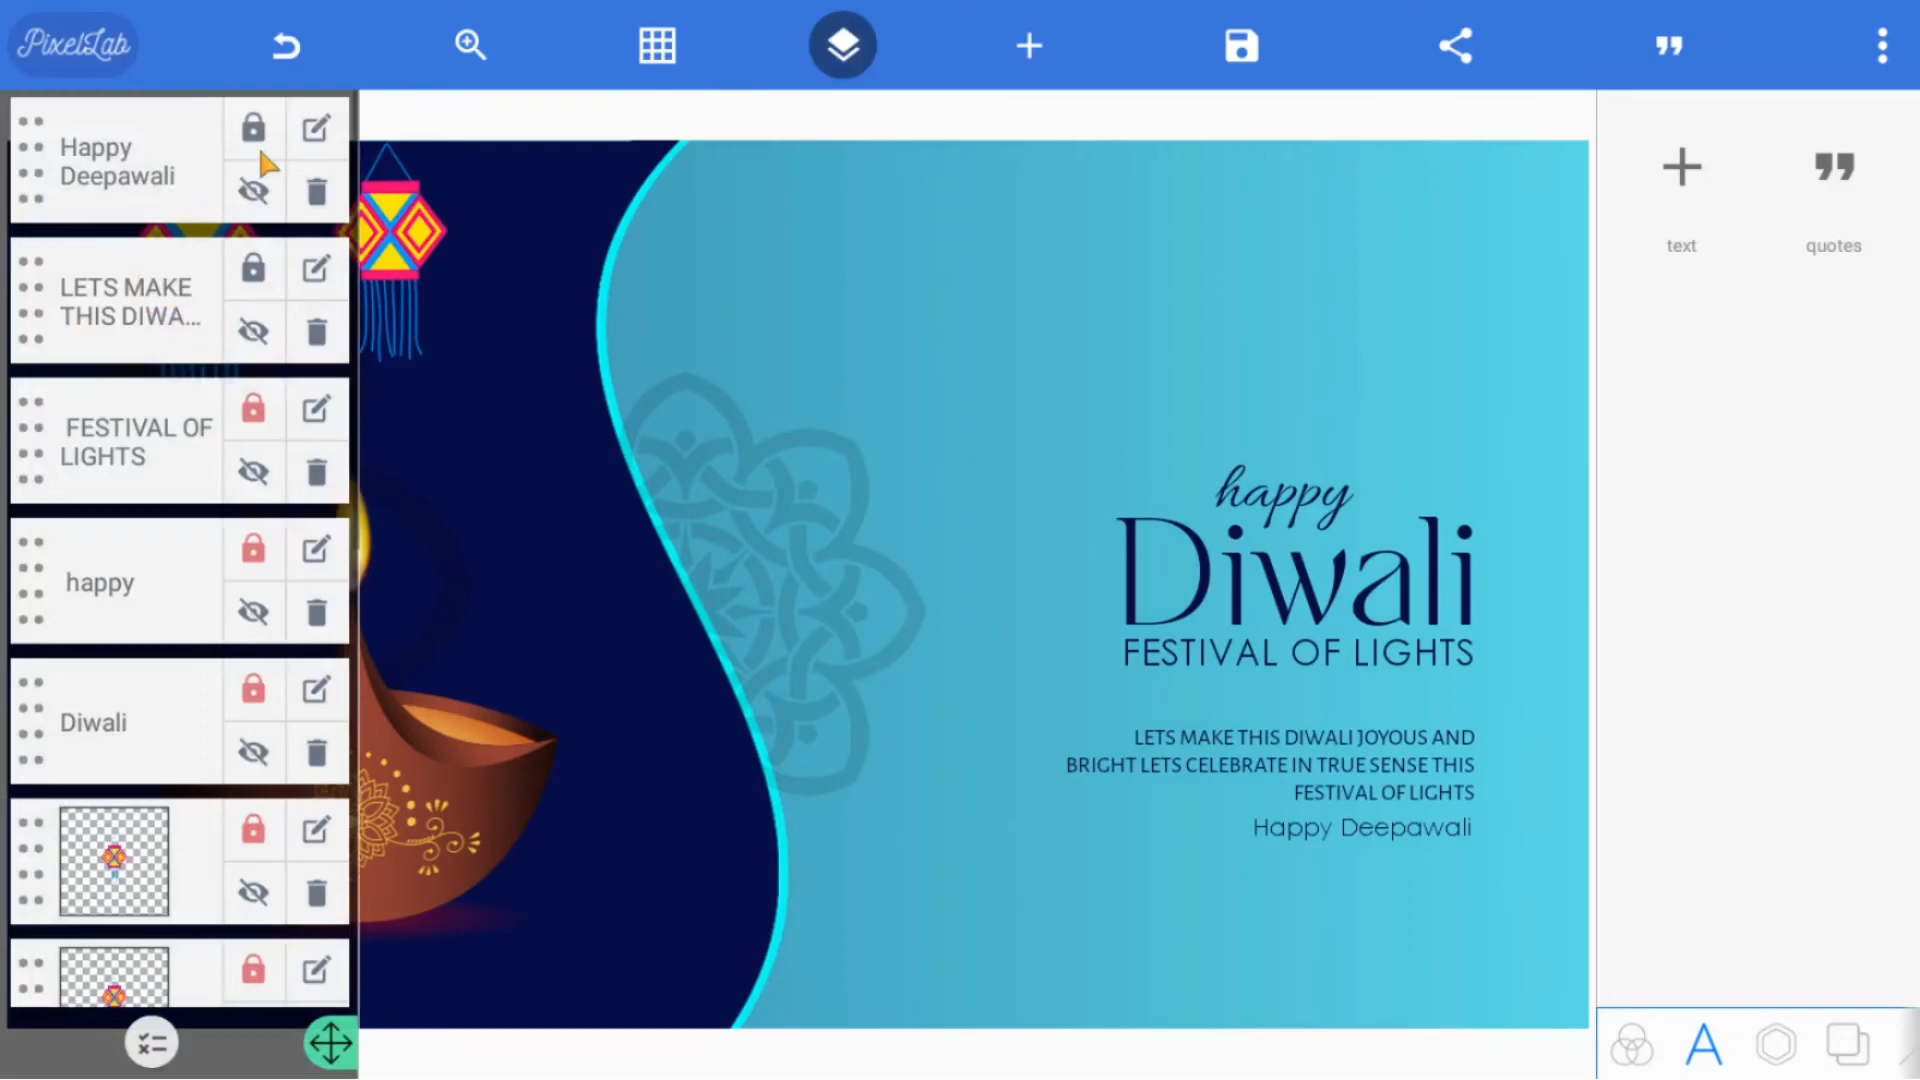 PixelLab
Happy
Deepawali
LETS MAKE
THIS DIWA...
FESTIVAL OF
LIGHTS
happy
Diwali
happy
Diwali
FESTIVAL OF LIGHTS
LETS MAKE THIS DIWALI JOYOUS AND
BRIGHT LETS CELEBRATE IN TRUE SENSE THIS
FESTIVAL OF LIGHTS
Happy Deepawali
text
quotes
A